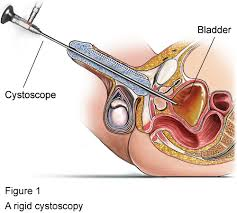 Bladder
Cystoscope
Figure 1
A rigid cystoscopy